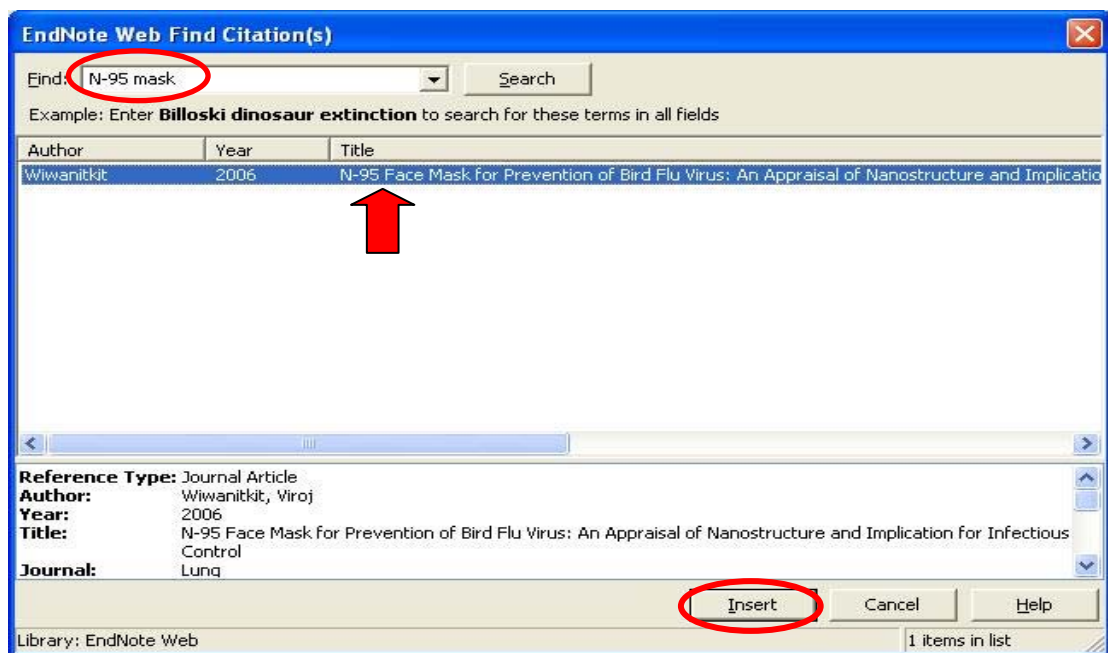 EndNote Web Find Citation(s)
Find: N-95 mask Search
Example: Enter Billoski dinosaur extinction to search for these terms in all fields
Author Year Title
Wiwanitkit 2006 N-95 Face Mask for Prevention of Bird Flu Virus: An Appraisal of Nanostructure and Implicatio
Reference Type: Journal Article
Author: Wiwanitkit, Viroj
Year: 2006
Title: N-95 Face Mask for Prevention of Bird Flu Virus: An Appraisal of Nanostructure and Implication for Infectious
Control
Journal: Lung
Insert Cancel Help
Library: EndNote Web 1 items in list